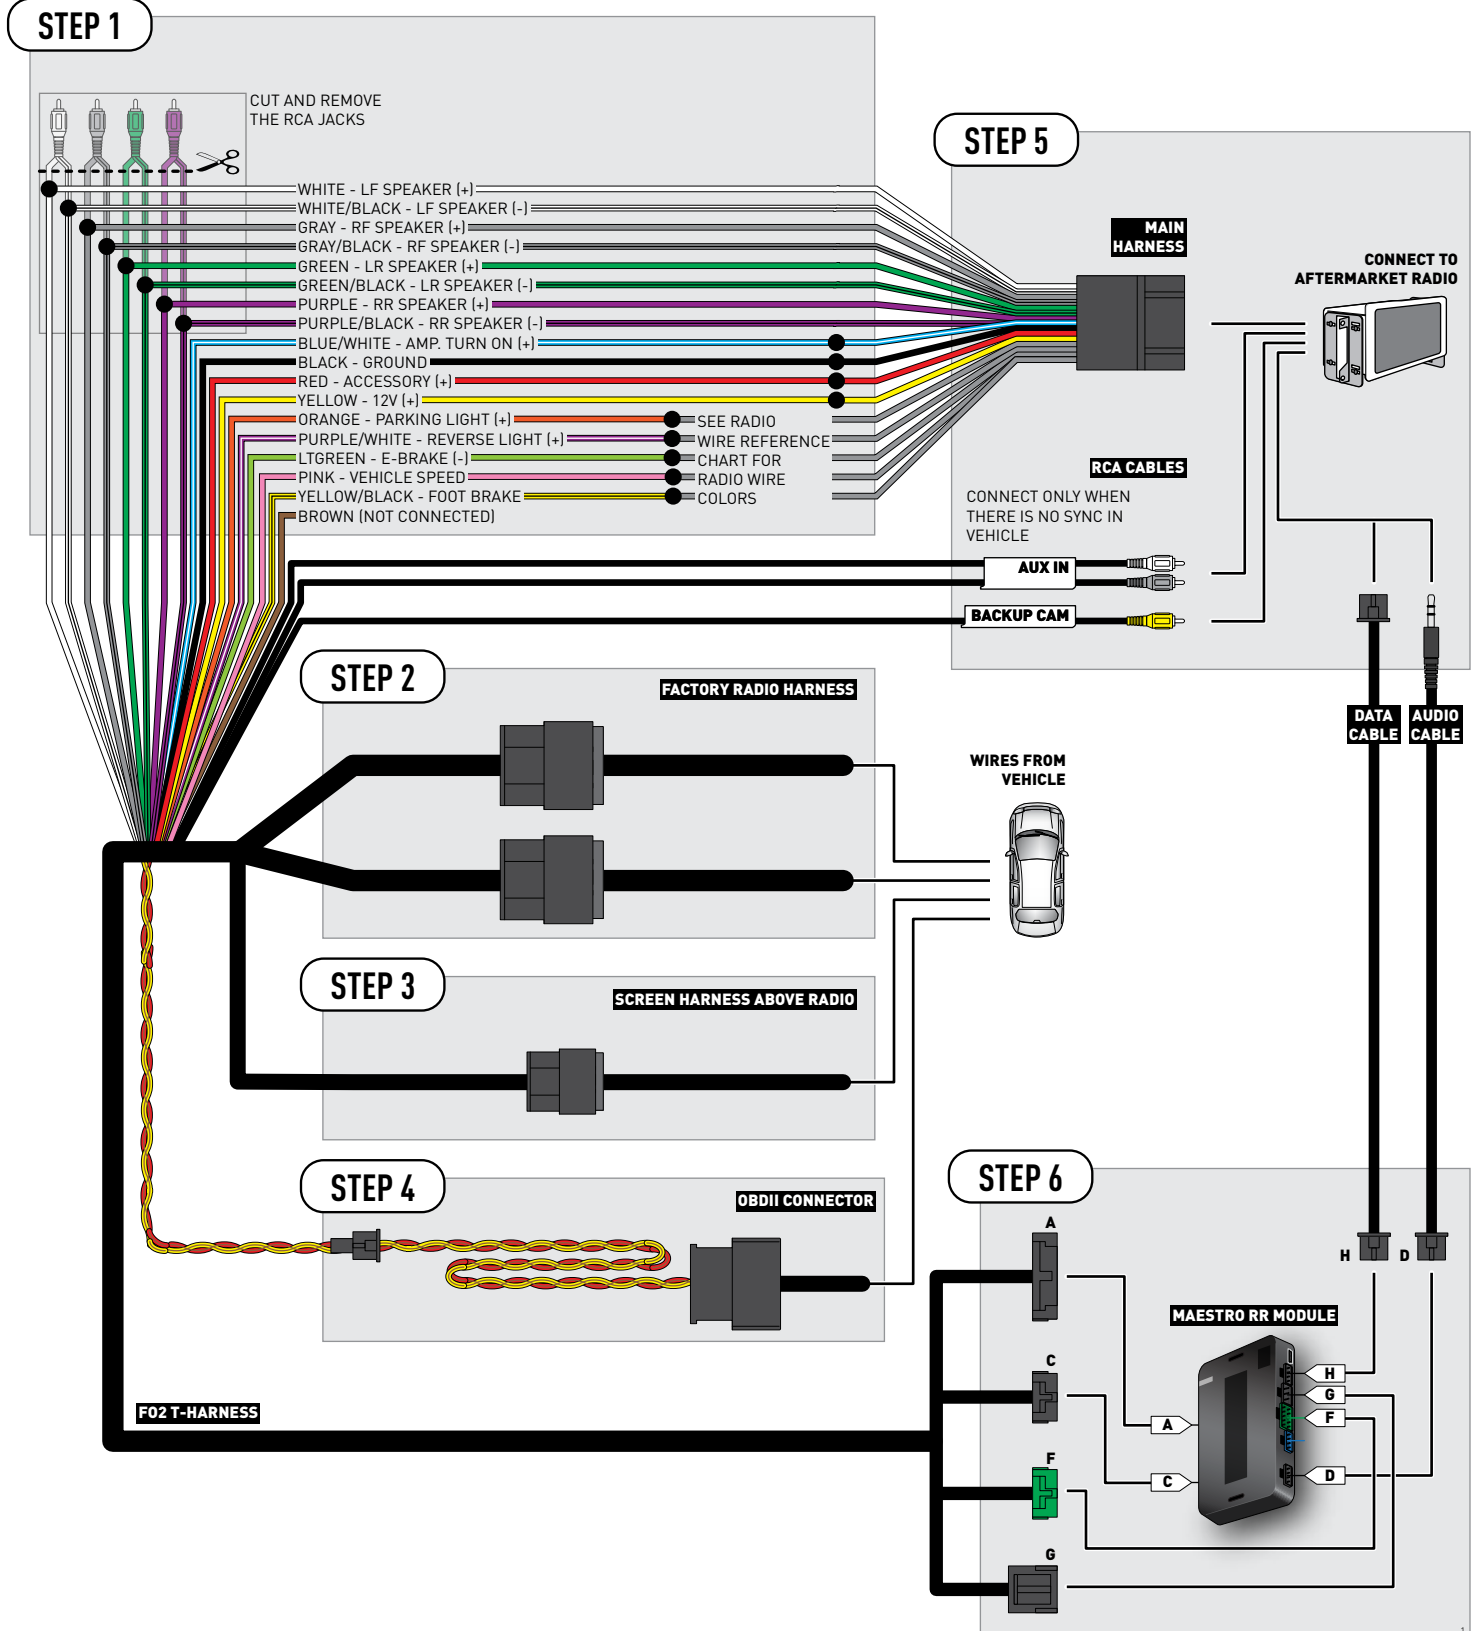 STEP 1
CUT AND REMOVE
THE RCA JACKS
WHITE - LF SPEAKER (+)
WHITE/BLACK - LF SPEAKER (-)
GRAY - RF SPEAKER (+)
GRAY/BLACK - RF SPEAKER (-)
GREEN - LR SPEAKER (+)
GREEN/BLACK - LR SPEAKER (-)
PURPLE - RR SPEAKER (+)
PURPLE/BLACK - RR SPEAKER (-)
BLUE/WHITE - AMP. TURN ON (+)
BLACK - GROUND
RED - ACCESSORY (+)
YELLOW - 12V (+)
ORANGE - PARKING LIGHT (+)
PURPLE/WHITE - REVERSE LIGHT (+)
LTGREEN - E-BRAKE (-)
PINK - VEHICLE SPEED
YELLOW/BLACK - FOOT BRAKE
BROWN (NOT CONNECTED)
SEE RADIO
WIRE REFERENCE
CHART FOR
RADIO WIRE
COLORS
STEP 5
MAIN
HARNESS
CONNECT TO
AFTERMARKET RADIO
RCA CABLES
CONNECT ONLY WHEN
THERE IS NO SYNC IN
VEHICLE
AUX IN
BACKUP CAM
DATA
CABLE
AUDIO
CABLE
STEP 2
FACTORY RADIO HARNESS
WIRES FROM
VEHICLE
STEP 3
SCREEN HARNESS ABOVE RADIO
STEP 4
OBDII CONNECTOR
FO2 T-HARNESS
STEP 6
A
C
F
G
H
D
MAESTRO RR MODULE
A
C
H
G
F
D
1